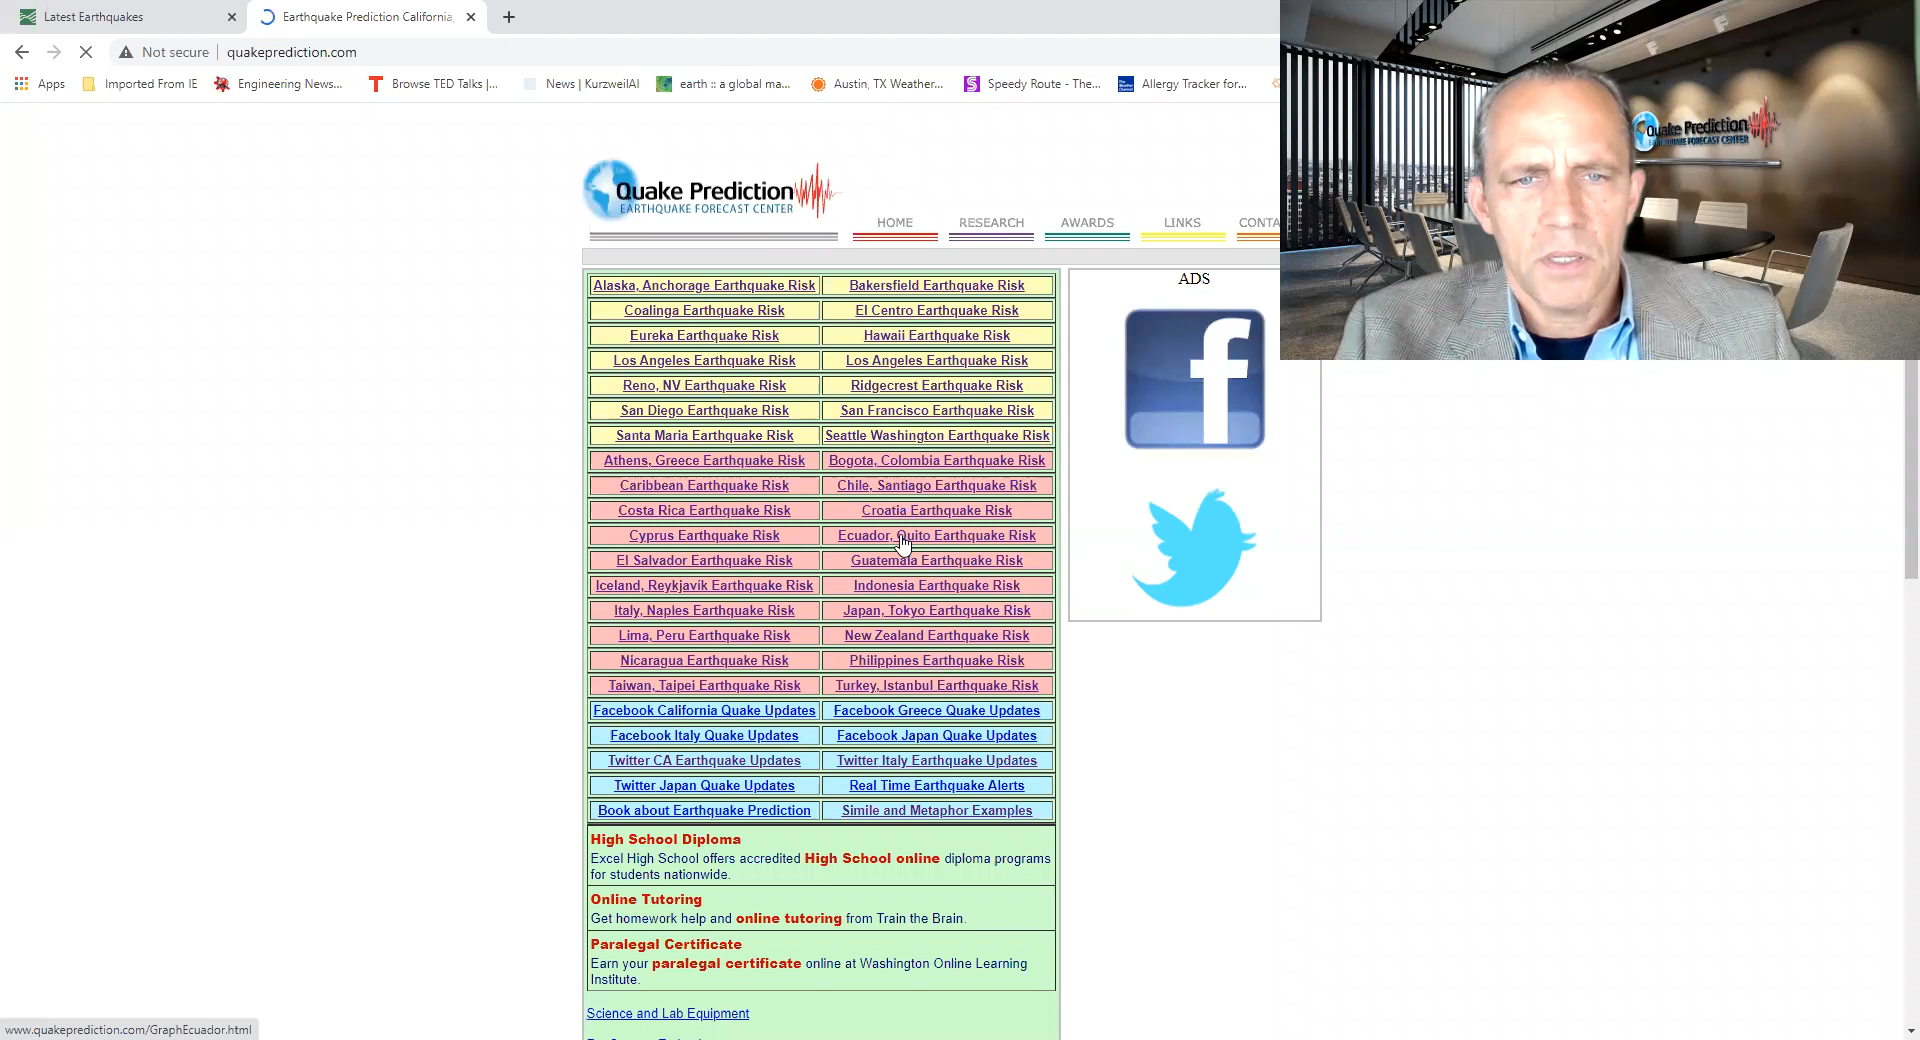 Latest Earthquakes
Earthquake Prediction California,
Not secure
quakeprediction.com
Apps
Imported From IE
Engineering News...
Browse TED Talks |...
News | KurzweilAI
earth :: a global ma...
Austin, TX Weather...
Speedy Route - The...
Allergy Tracker for...
Quake Prediction
EARTHQUAKE FORECAST CENTER
HOME
RESEARCH
AWARDS
LINKS
CONTA
Quake Prediction
EARTHQUAKE FORECAST CENTER
Alaska, Anchorage Earthquake Risk
Bakersfield Earthquake Risk
Coalinga Earthquake Risk
El Centro Earthquake Risk
Eureka Earthquake Risk
Hawaii Earthquake Risk
Los Angeles Earthquake Risk
Los Angeles Earthquake Risk
Reno, NV Earthquake Risk
Ridgecrest Earthquake Risk
San Diego Earthquake Risk
San Francisco Earthquake Risk
Santa Maria Earthquake Risk
Seattle Washington Earthquake Risk
Athens, Greece Earthquake Risk
Bogota, Colombia Earthquake Risk
Caribbean Earthquake Risk
Chile, Santiago Earthquake Risk
Costa Rica Earthquake Risk
Croatia Earthquake Risk
Cyprus Earthquake Risk
Ecuador, Quito Earthquake Risk
El Salvador Earthquake Risk
Guatemala Earthquake Risk
Iceland, Reykjavík Earthquake Risk
Indonesia Earthquake Risk
Italy, Naples Earthquake Risk
Japan, Tokyo Earthquake Risk
Lima, Peru Earthquake Risk
New Zealand Earthquake Risk
Nicaragua Earthquake Risk
Philippines Earthquake Risk
Taiwan, Taipei Earthquake Risk
Turkey, Istanbul Earthquake Risk
Facebook California Quake Updates
Facebook Greece Quake Updates
Facebook Italy Quake Updates
Facebook Japan Quake Updates
Twitter CA Earthquake Updates
Twitter Italy Earthquake Updates
Twitter Japan Quake Updates
Real Time Earthquake Alerts
Book about Earthquake Prediction
Simile and Metaphor Examples
ADS
High School Diploma
Excel High School offers accredited High School online diploma programs
for students nationwide.
Online Tutoring
Get homework help and online tutoring from Train the Brain.
Paralegal Certificate
Earn your paralegal certificate online at Washington Online Learning
Institute.
Science and Lab Equipment
www.quakeprediction.com/GraphEcuador.html